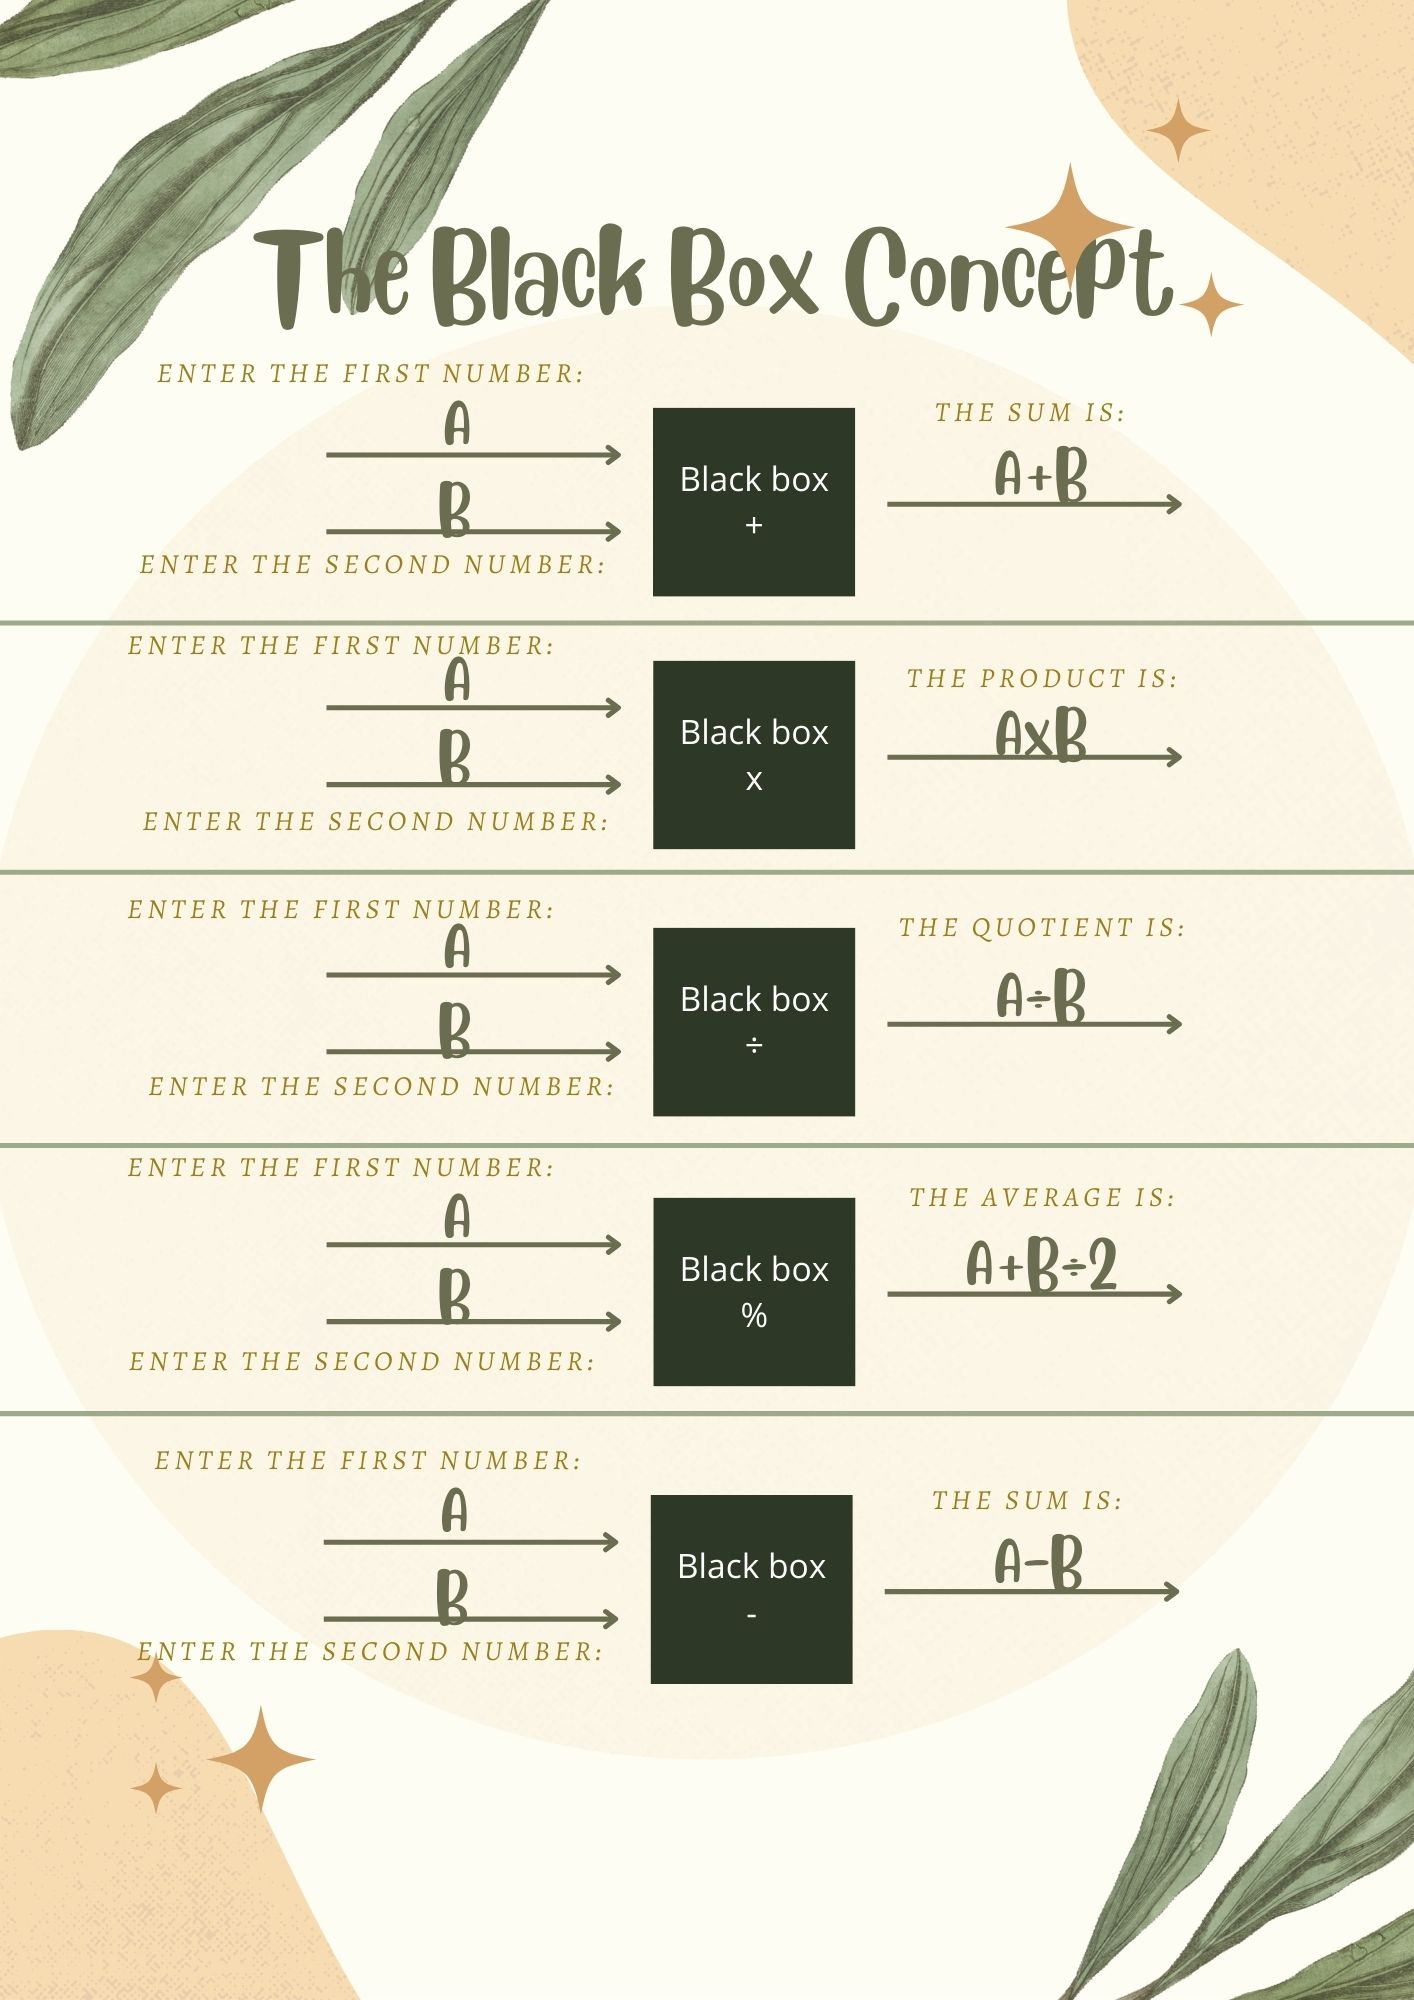 The Black Box Concept
ENTER THE FIRST NUMBER:
A
B
ENTER THE SECOND NUMBER:
Black box
+
THE SUM IS:
A+B
ENTER THE FIRST NUMBER:
A
B
ENTER THE SECOND NUMBER:
Black box
x
THE PRODUCT IS:
AxB
ENTER THE FIRST NUMBER:
A
B
ENTER THE SECOND NUMBER:
Black box
÷
THE QUOTIENT IS:
A÷B
ENTER THE FIRST NUMBER:
A
B
ENTER THE SECOND NUMBER:
Black box
%
THE AVERAGE IS:
A+B÷2
ENTER THE FIRST NUMBER:
A
B
ENTER THE SECOND NUMBER:
Black box
-
THE SUM IS:
A-B